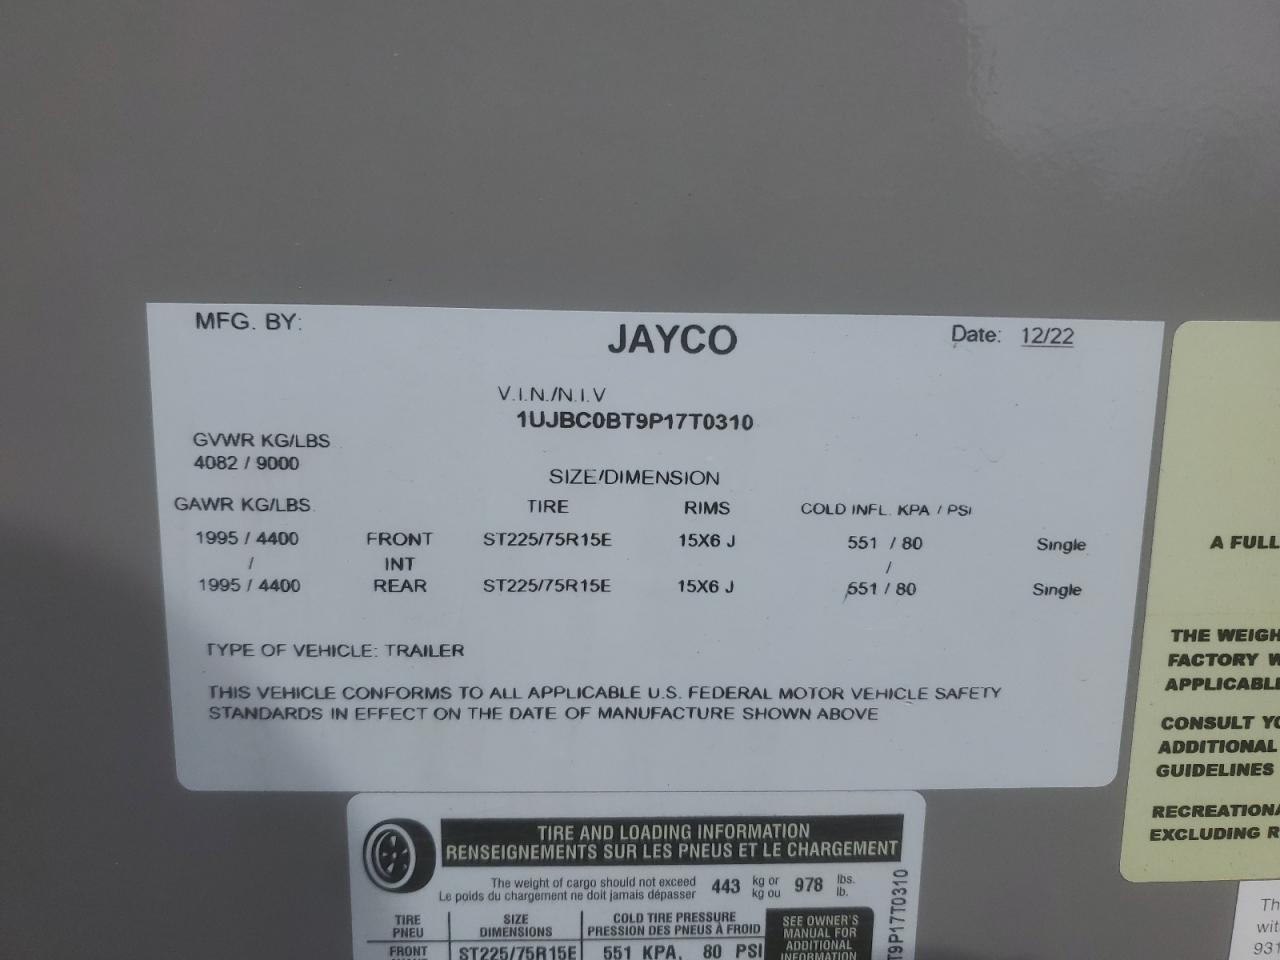 MFG. BY: JAYCO Date: 12/22
V.I.N./N.I.V
1UJBC0BT9P17T0310
GVWR KG/LBS
4082 / 9000
SIZE/DIMENSION
GAWR KG/LBS. TIRE RIMS COLD INFL. KPA / PSI
1995 / 4400 FRONT ST225/75R15E 15X6 J 551 / 80 Single
/ INT /
1995 / 4400 REAR ST225/75R15E 15X6 J 551 / 80 Single
TYPE OF VEHICLE: TRAILER
THIS VEHICLE CONFORMS TO ALL APPLICABLE U.S. FEDERAL MOTOR VEHICLE SAFETY
STANDARDS IN EFFECT ON THE DATE OF MANUFACTURE SHOWN ABOVE
TIRE AND LOADING INFORMATION
RENSEIGNEMENTS SUR LES PNEUS ET LE CHARGEMENT
The weight of cargo should not exceed 443 kg or 978 lbs.
Le poids du chargement ne doit jamais dépasser kg ou lb.
TIRE SIZE COLD TIRE PRESSURE
PNEU DIMENSIONS PRESSION DES PNEUS À FROID
FRONT ST225/75R15E 551 KPA, 80 PSI
SEE OWNER'S
MANUAL FOR
ADDITIONAL
INFORMATION
T9P17T0310
A FULL
THE WEIGH
FACTORY W
APPLICABLE
CONSULT YO
ADDITIONAL
GUIDELINES
RECREATIONA
EXCLUDING R
Th
with
931